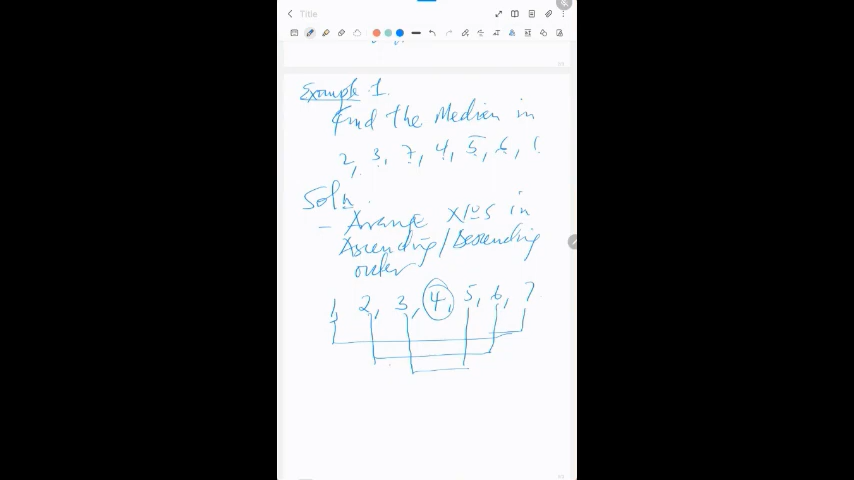 Title
Example 1.
Find the Median in
2, 3, 7, 4, 5, 6, 1
Soln.
- Arrange in
Ascending/Descending
order
1, 2, 3, 4, 5, 6, 7